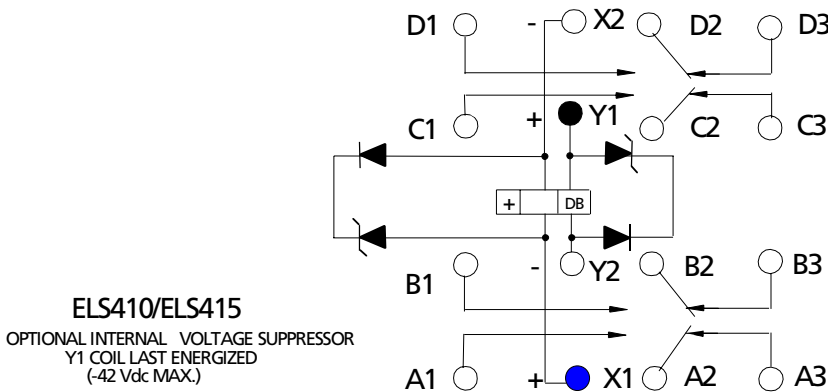 D1 - X2 D2 D3
C1 + Y1 C2 C3
+ DB
B1 - Y2 B2 B3
ELS410/ELS415
OPTIONAL INTERNAL VOLTAGE SUPPRESSOR
Y1 COIL LAST ENERGIZED
(-42 Vdc MAX.)
A1 + X1 A2 A3